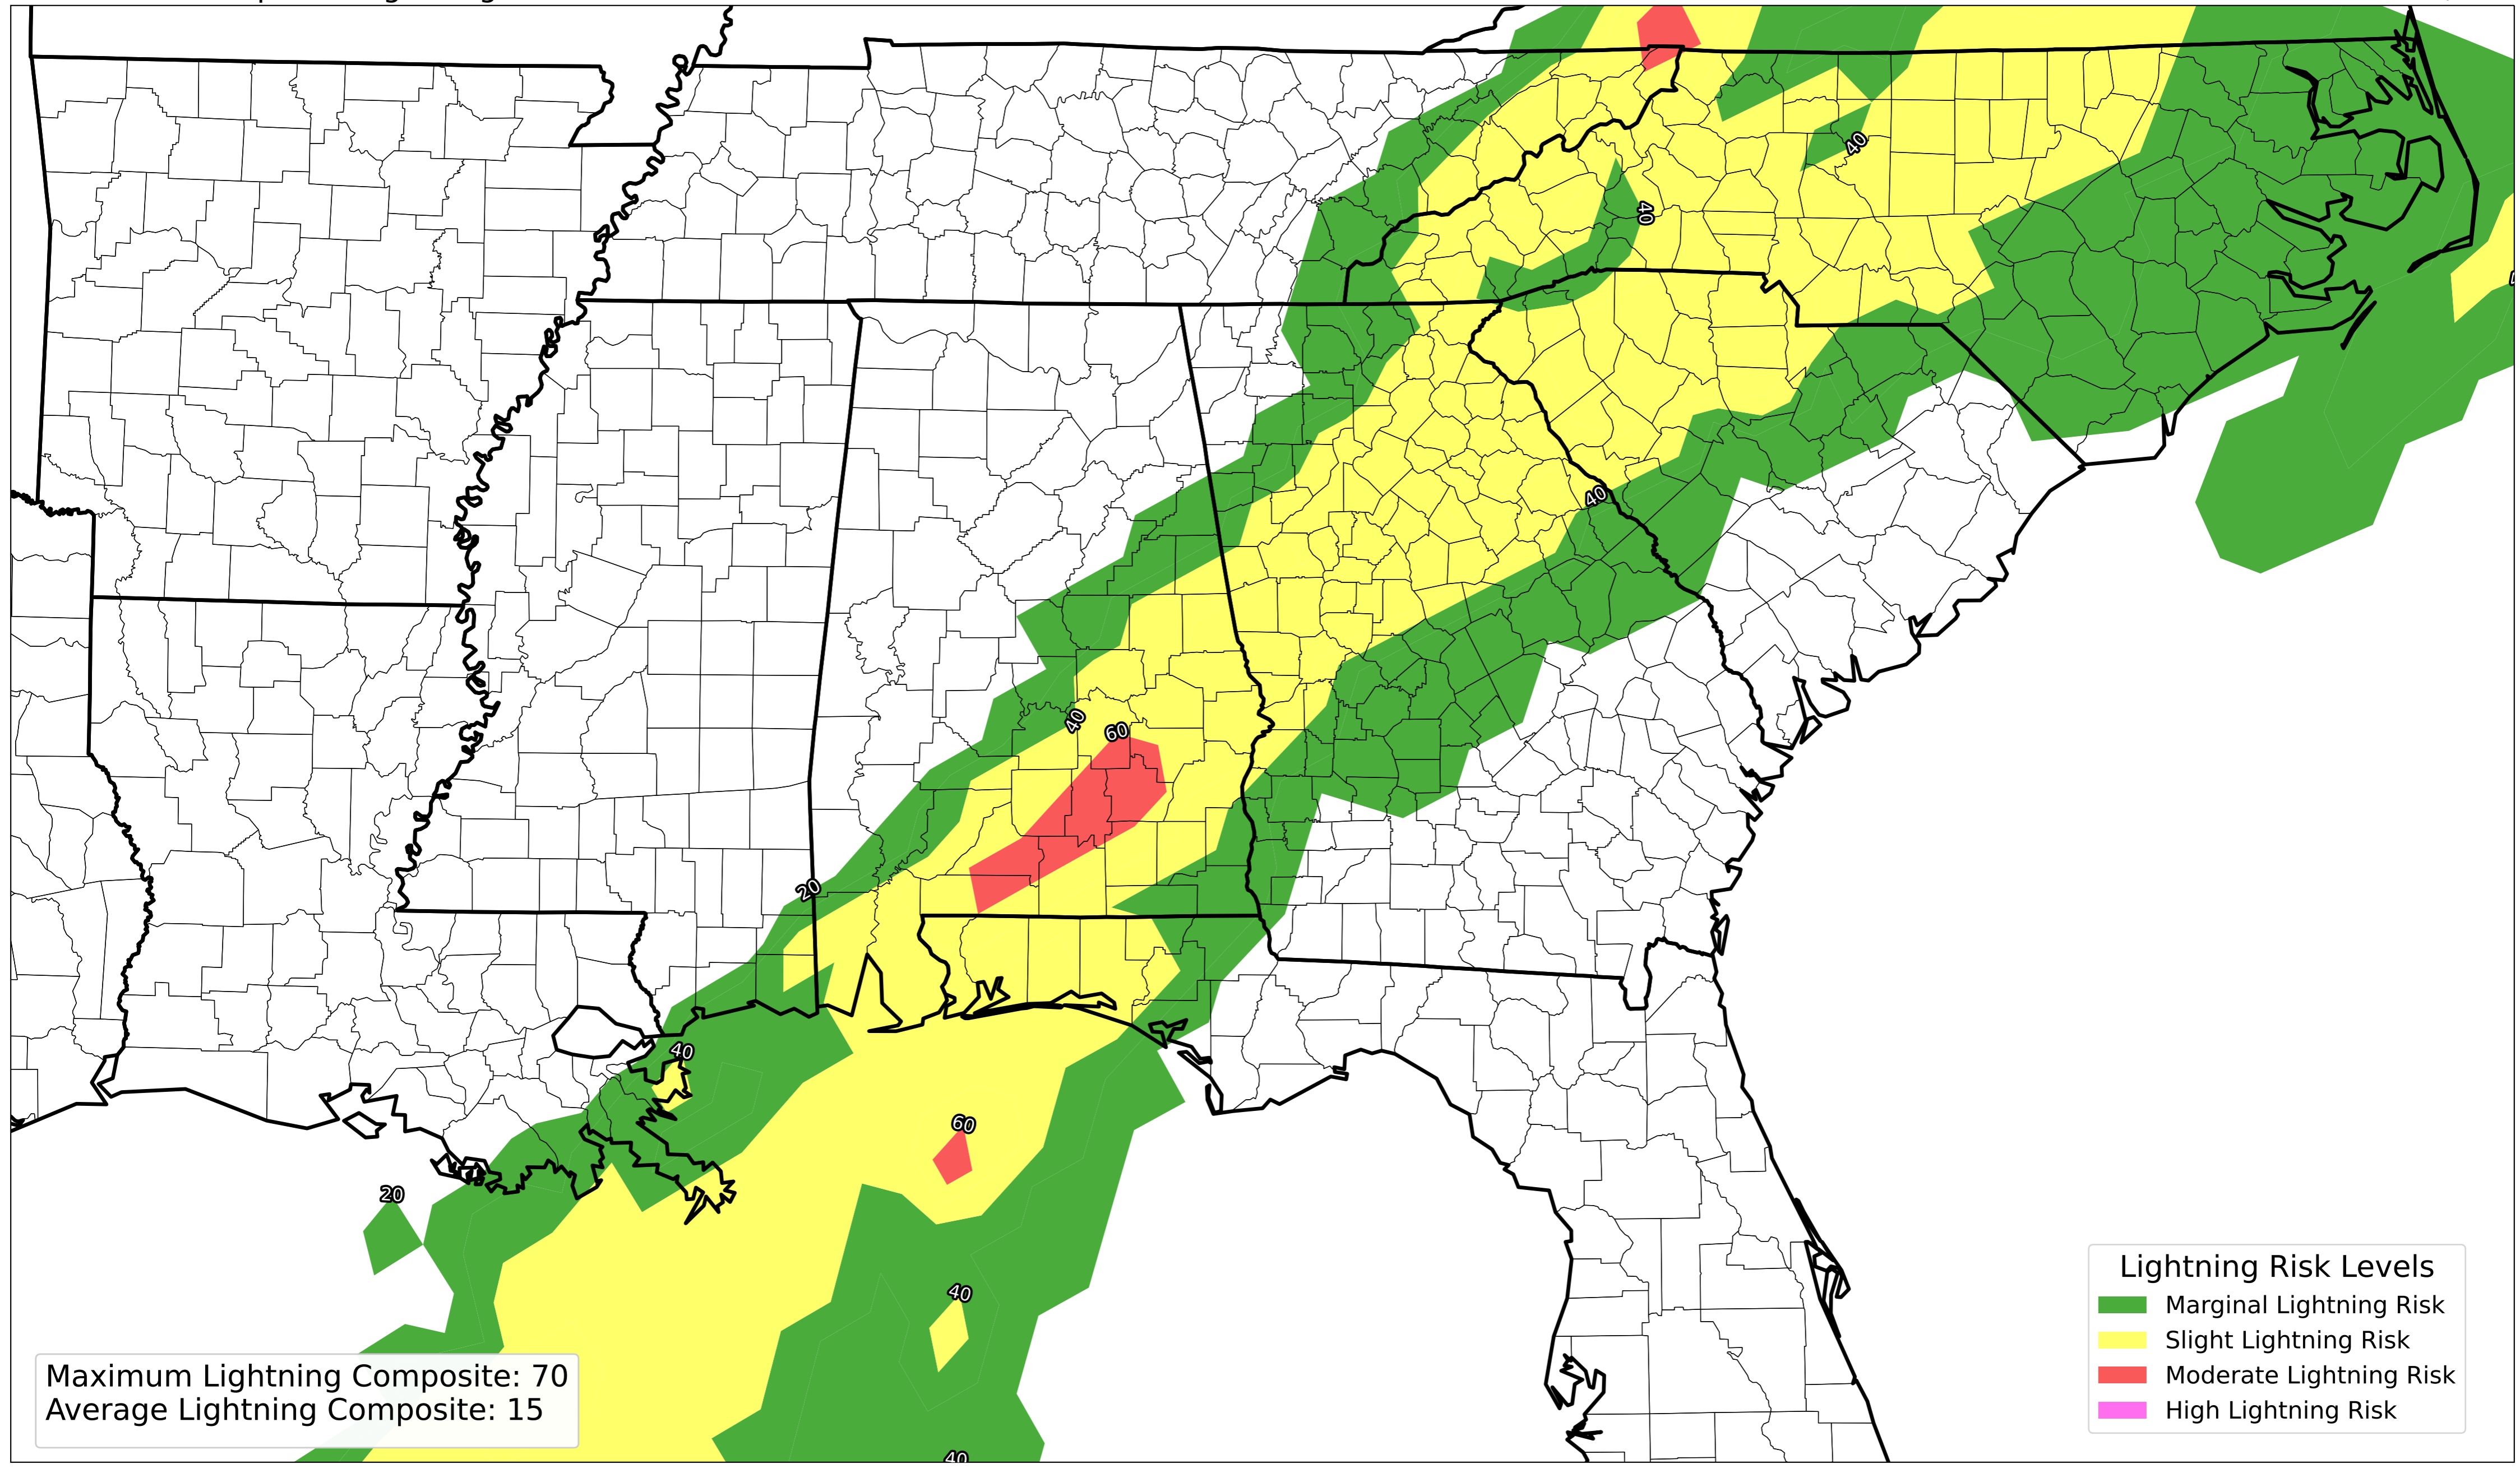 40
40
40
40
60
20
40
60
20
40
40
Lightning Risk Levels
Marginal Lightning Risk
Slight Lightning Risk
Moderate Lightning Risk
High Lightning Risk
Maximum Lightning Composite: 70
Average Lightning Composite: 15